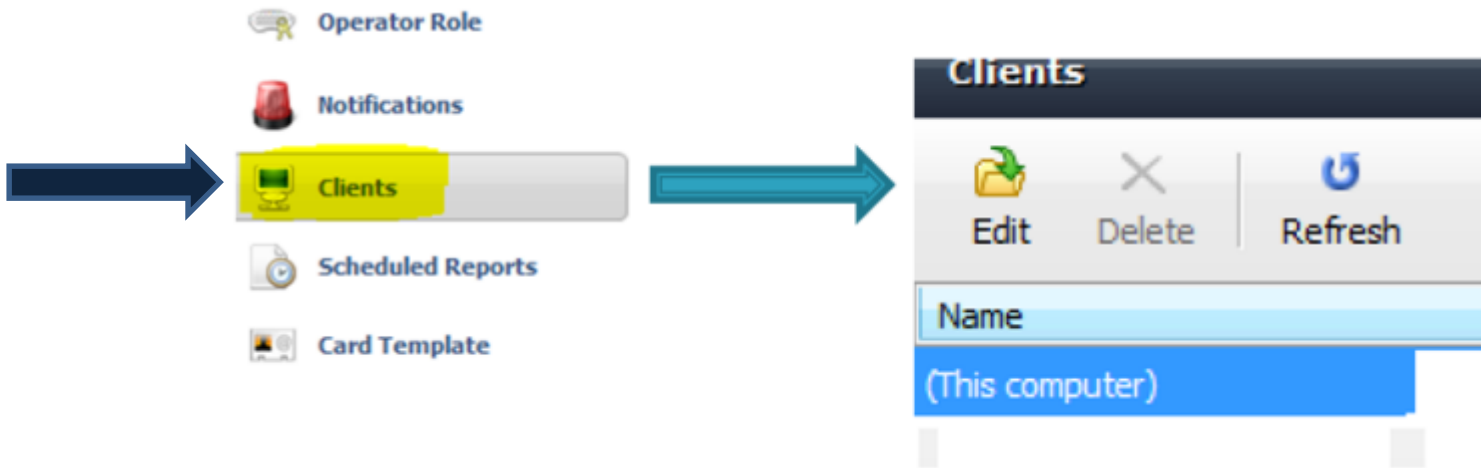 Operator Role
Notifications
Clients
Scheduled Reports
Card Template
Clients
Edit Delete Refresh
Name
(This computer)